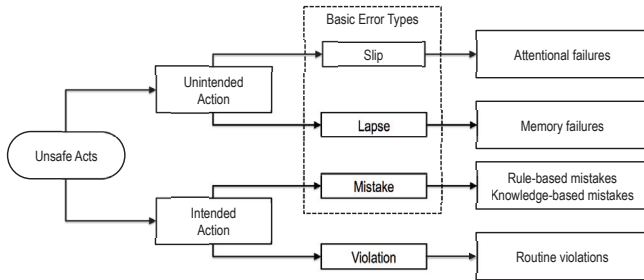 Basic Error Types
Slip
Attentional failures
Unintended
Action
Lapse
Memory failures
Unsafe Acts
Mistake
Rule-based mistakes
Knowledge-based mistakes
Intended
Action
Violation
Routine violations